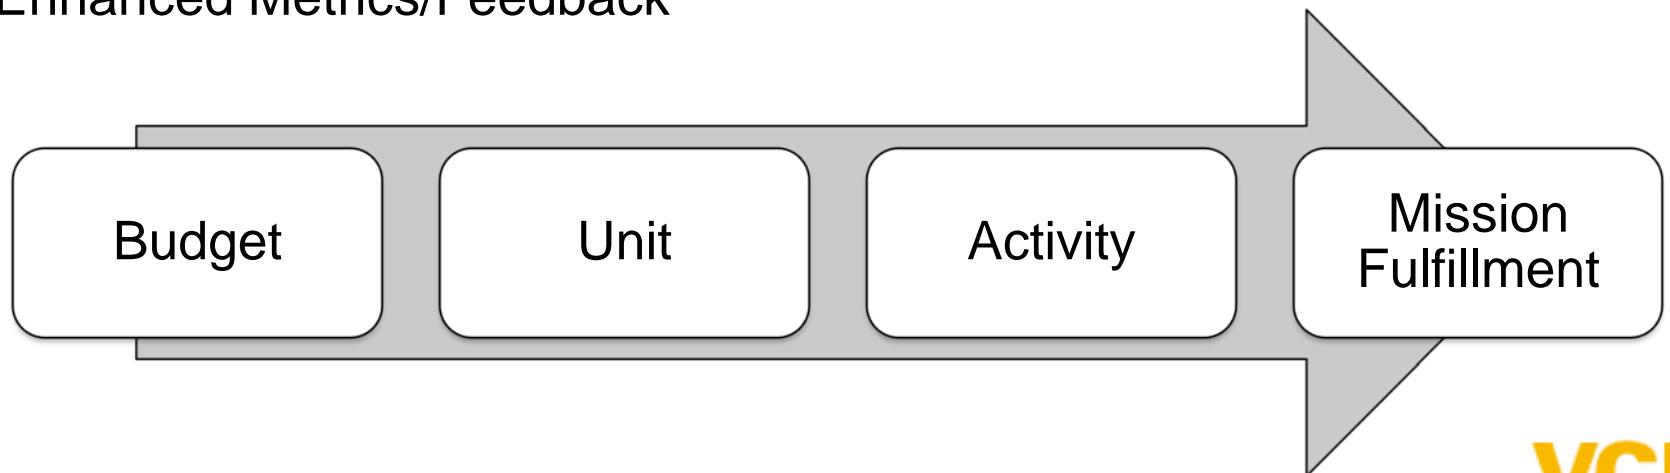 Enhanced Metrics/Feedback
Budget
Unit
Activity
Mission
Fulfillment